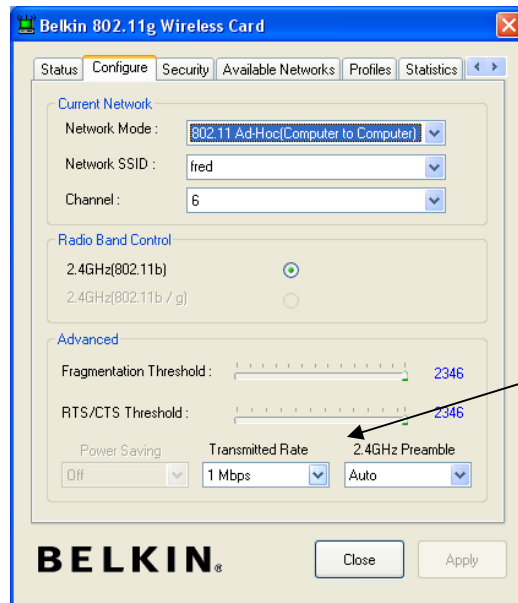 Belkin 802.11g Wireless Card
Status Configure Security Available Networks Profiles Statistics
Current Network
Network Mode : 802.11 Ad-Hoc(Computer to Computer)
Network SSID : fred
Channel : 6
Radio Band Control
2.4GHz(802.11b)
2.4GHz(802.11b / g)
Advanced
Fragmentation Threshold : 2346
RTS/CTS Threshold : 2346
Power Saving Transmitted Rate 2.4GHz Preamble
Off 1 Mbps Auto
BELKIN® Close Apply